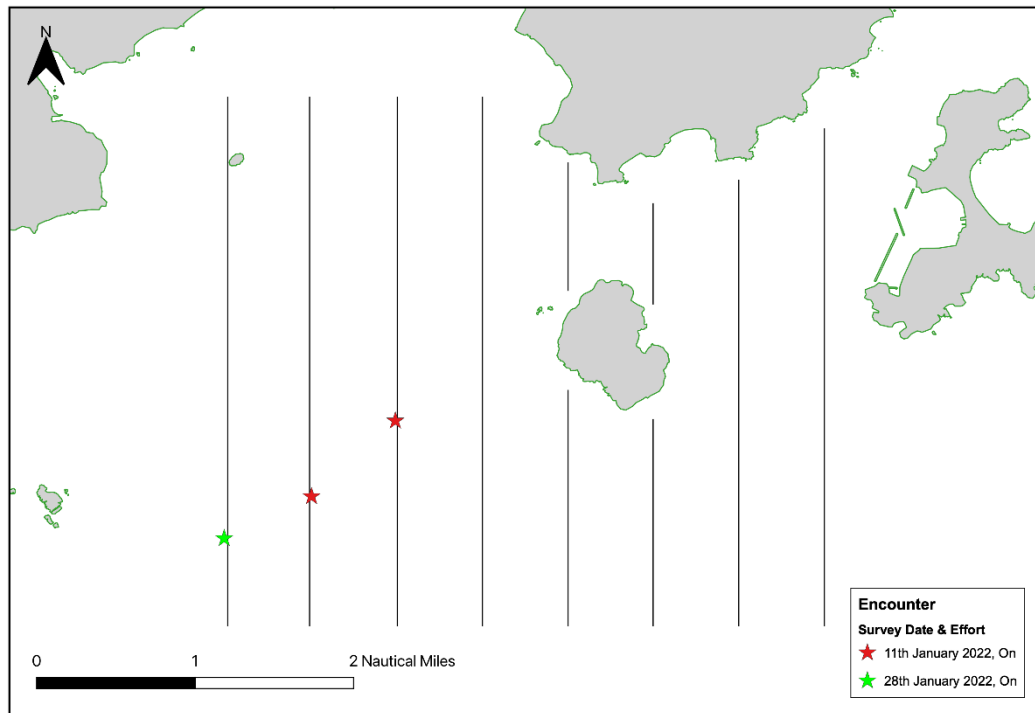 N
0 1 2 Nautical Miles
Encounter
Survey Date & Effort
11th January 2022, On
28th January 2022, On